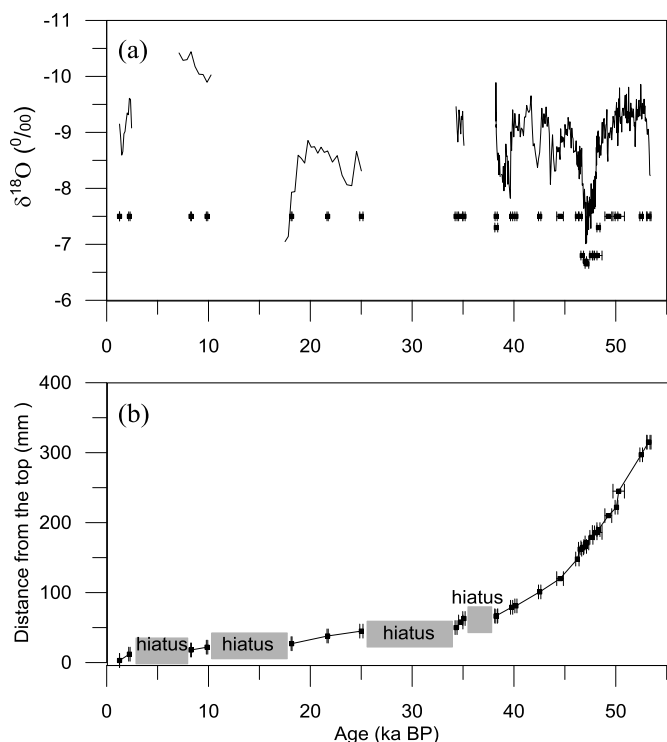 -11
(a)
-10
-9
-8
-7
-6
δ18O (0/00)
0 10 20 30 40 50
400
(b)
300
200
100
0
Distance from the top (mm )
hiatus
hiatus hiatus hiatus
0 10 20 30 40 50
Age (ka BP)